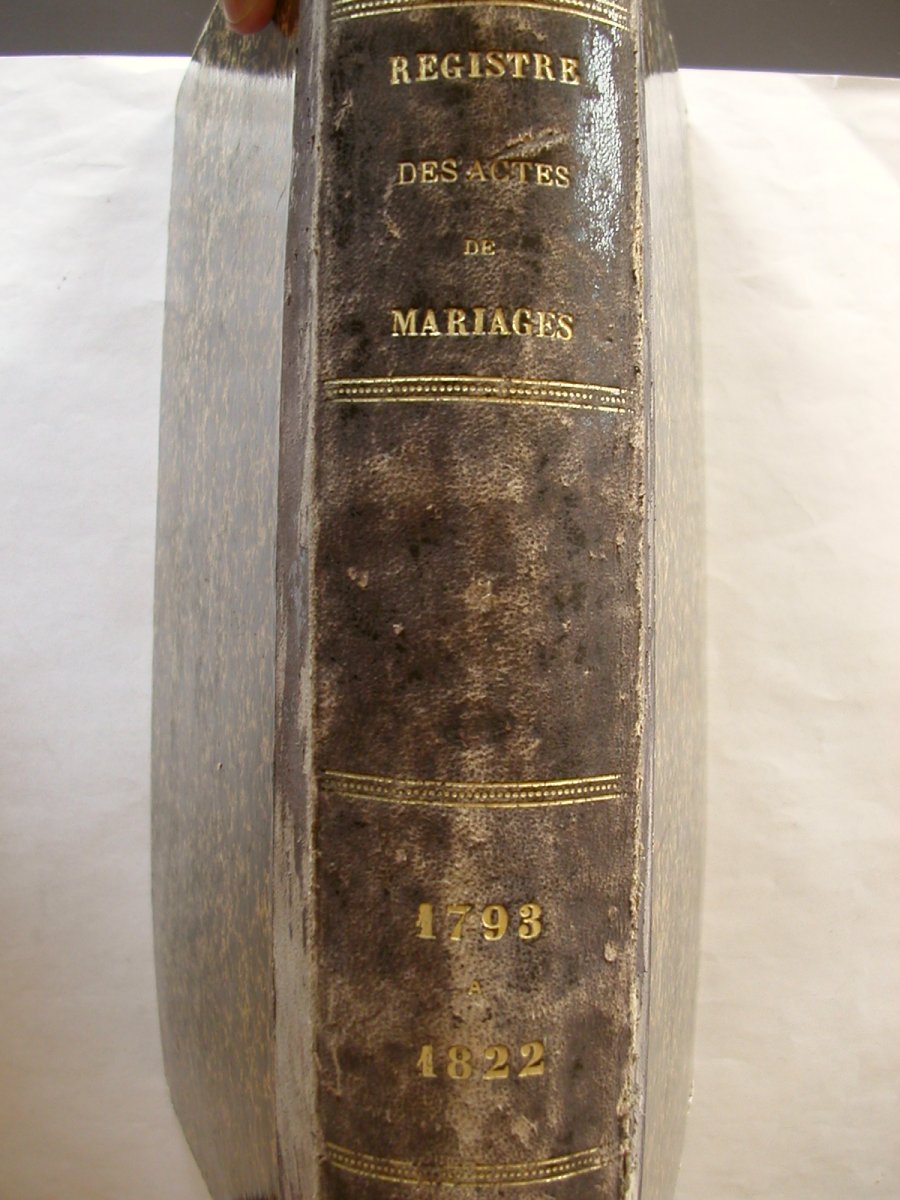 REGISTRE
DES ACTES
DE
MARIAGES
1793
A
1822